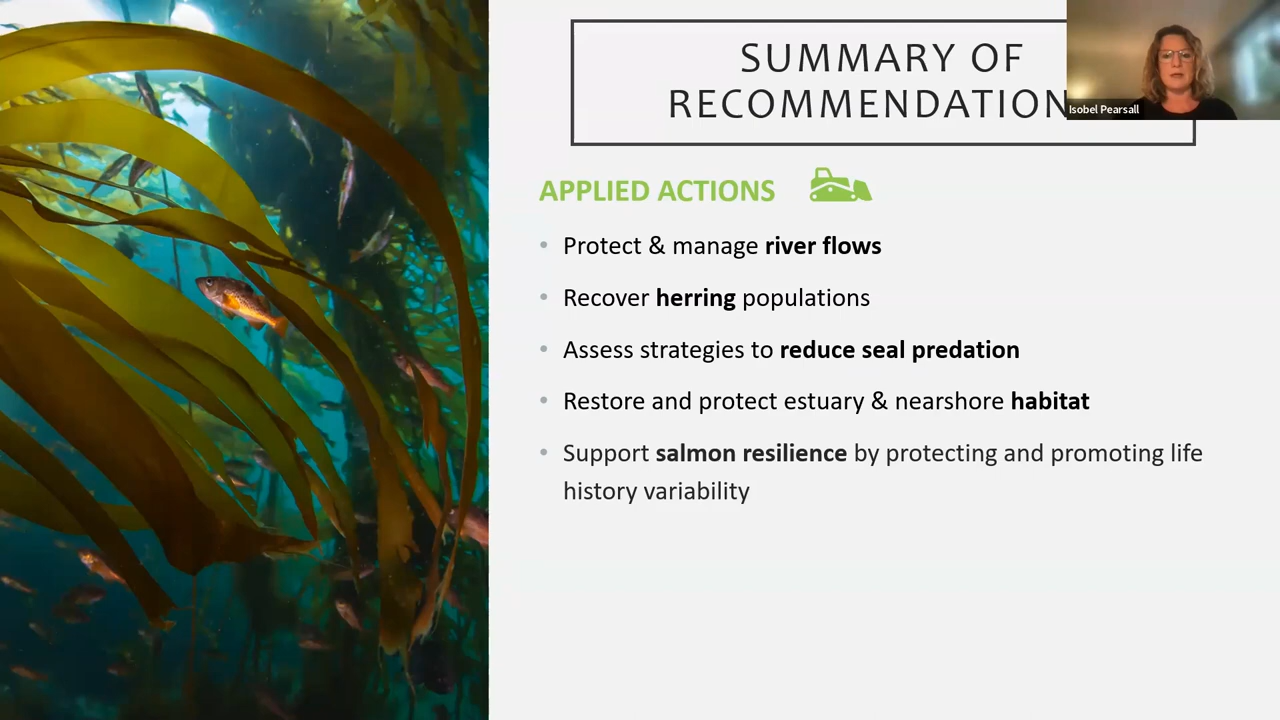 SUMMARY OF
RECOMMENDATION
Isobel Pearsall
APPLIED ACTIONS
• Protect & manage river flows
• Recover herring populations
• Assess strategies to reduce seal predation
• Restore and protect estuary & nearshore habitat
• Support salmon resilience by protecting and promoting life
history variability